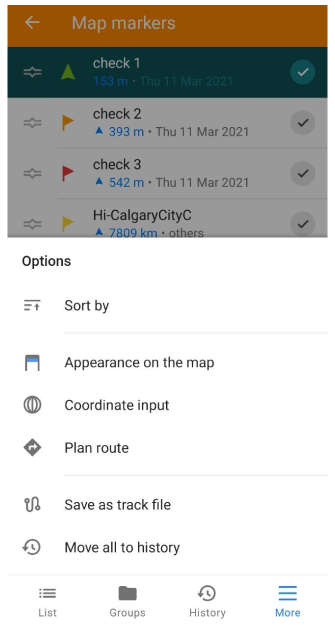 Map markers
check 1
153 m • Thu 11 Mar 2021
check 2
393 m • Thu 11 Mar 2021
check 3
542 m • Thu 11 Mar 2021
Hi-CalgaryCityC
7809 km • others
Options
Sort by
Appearance on the map
Coordinate input
Plan route
Save as track file
Move all to history
List Groups History More